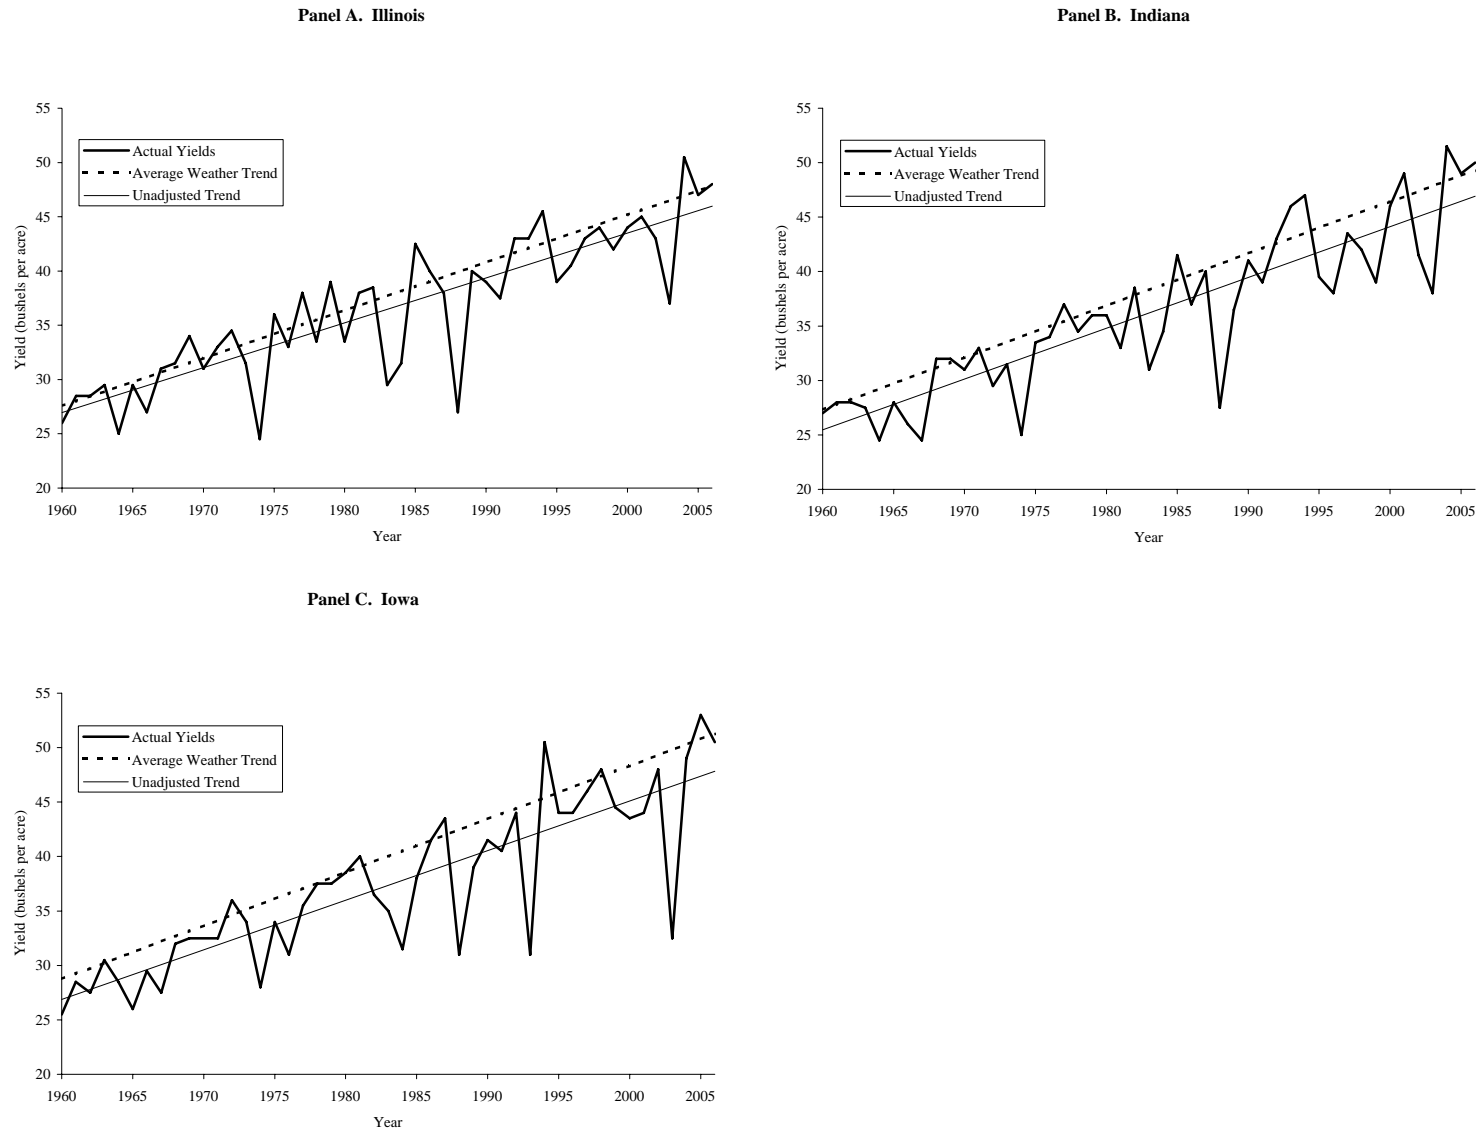 Panel A. Illinois
55
50
45
40
35
30
25
20
Yield (bushels per acre)
Actual Yields
Average Weather Trend
Unadjusted Trend
1960 1965 1970 1975 1980 1985 1990 1995 2000 2005
Year
Panel B. Indiana
55
50
45
40
35
30
25
20
Yield (bushels per acre)
Actual Yields
Average Weather Trend
Unadjusted Trend
1960 1965 1970 1975 1980 1985 1990 1995 2000 2005
Year
Panel C. Iowa
55
50
45
40
35
30
25
20
Yield (bushels per acre)
Actual Yields
Average Weather Trend
Unadjusted Trend
1960 1965 1970 1975 1980 1985 1990 1995 2000 2005
Year